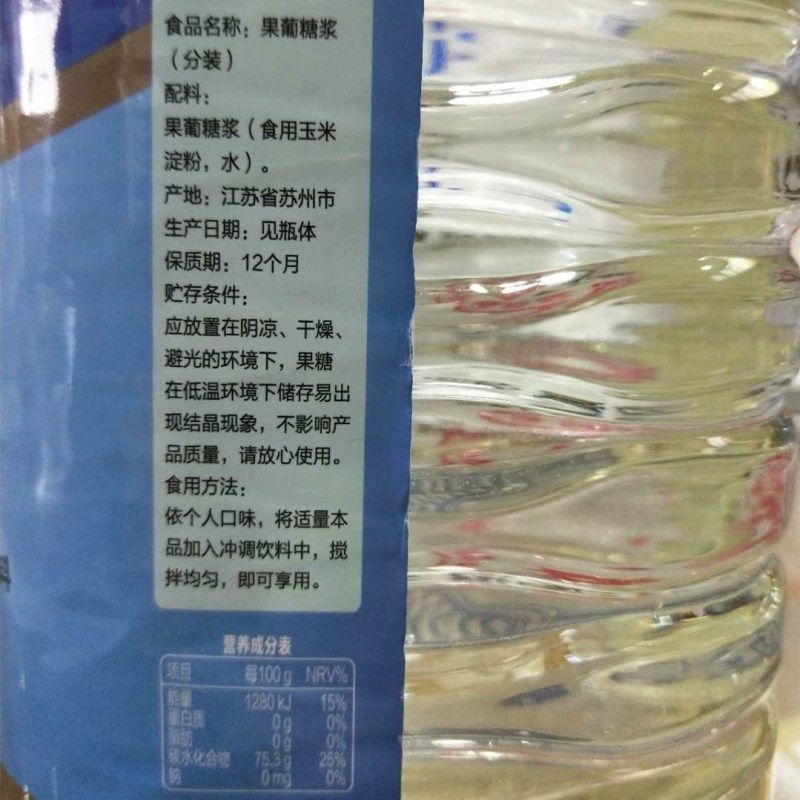 食品名称：果葡糖浆
（分装）
配料：
果葡糖浆（食用玉米
淀粉，水）。
产地：江苏省苏州市
生产日期：见瓶体
保质期：12个月
贮存条件：
应放置在阴凉、干燥、
避光的环境下，果糖
在低温环境下储存易出
现结晶现象，不影响产
品质量，请放心使用。
食用方法：
依个人口味，将适量本
品加入冲调饮料中，搅
拌均匀，即可享用。
营养成分表
项目 每100g NRV%
能量 1280kJ 15%
蛋白质 0g 0%
脂肪 0g 0%
碳水化合物 75.3g 25%
钠 0mg 0%